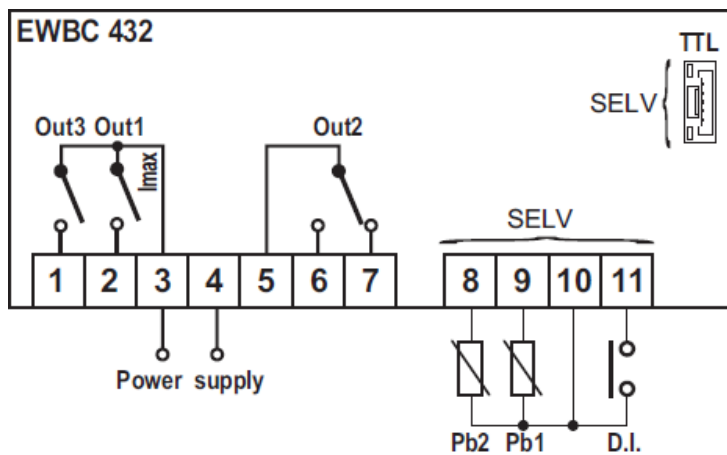 EWBC 432
TTL
SELV
Out3 Out1 Out2
Imax
SELV
1 2 3 4 5 6 7 8 9 10 11
Power supply
Pb2 Pb1 D.I.